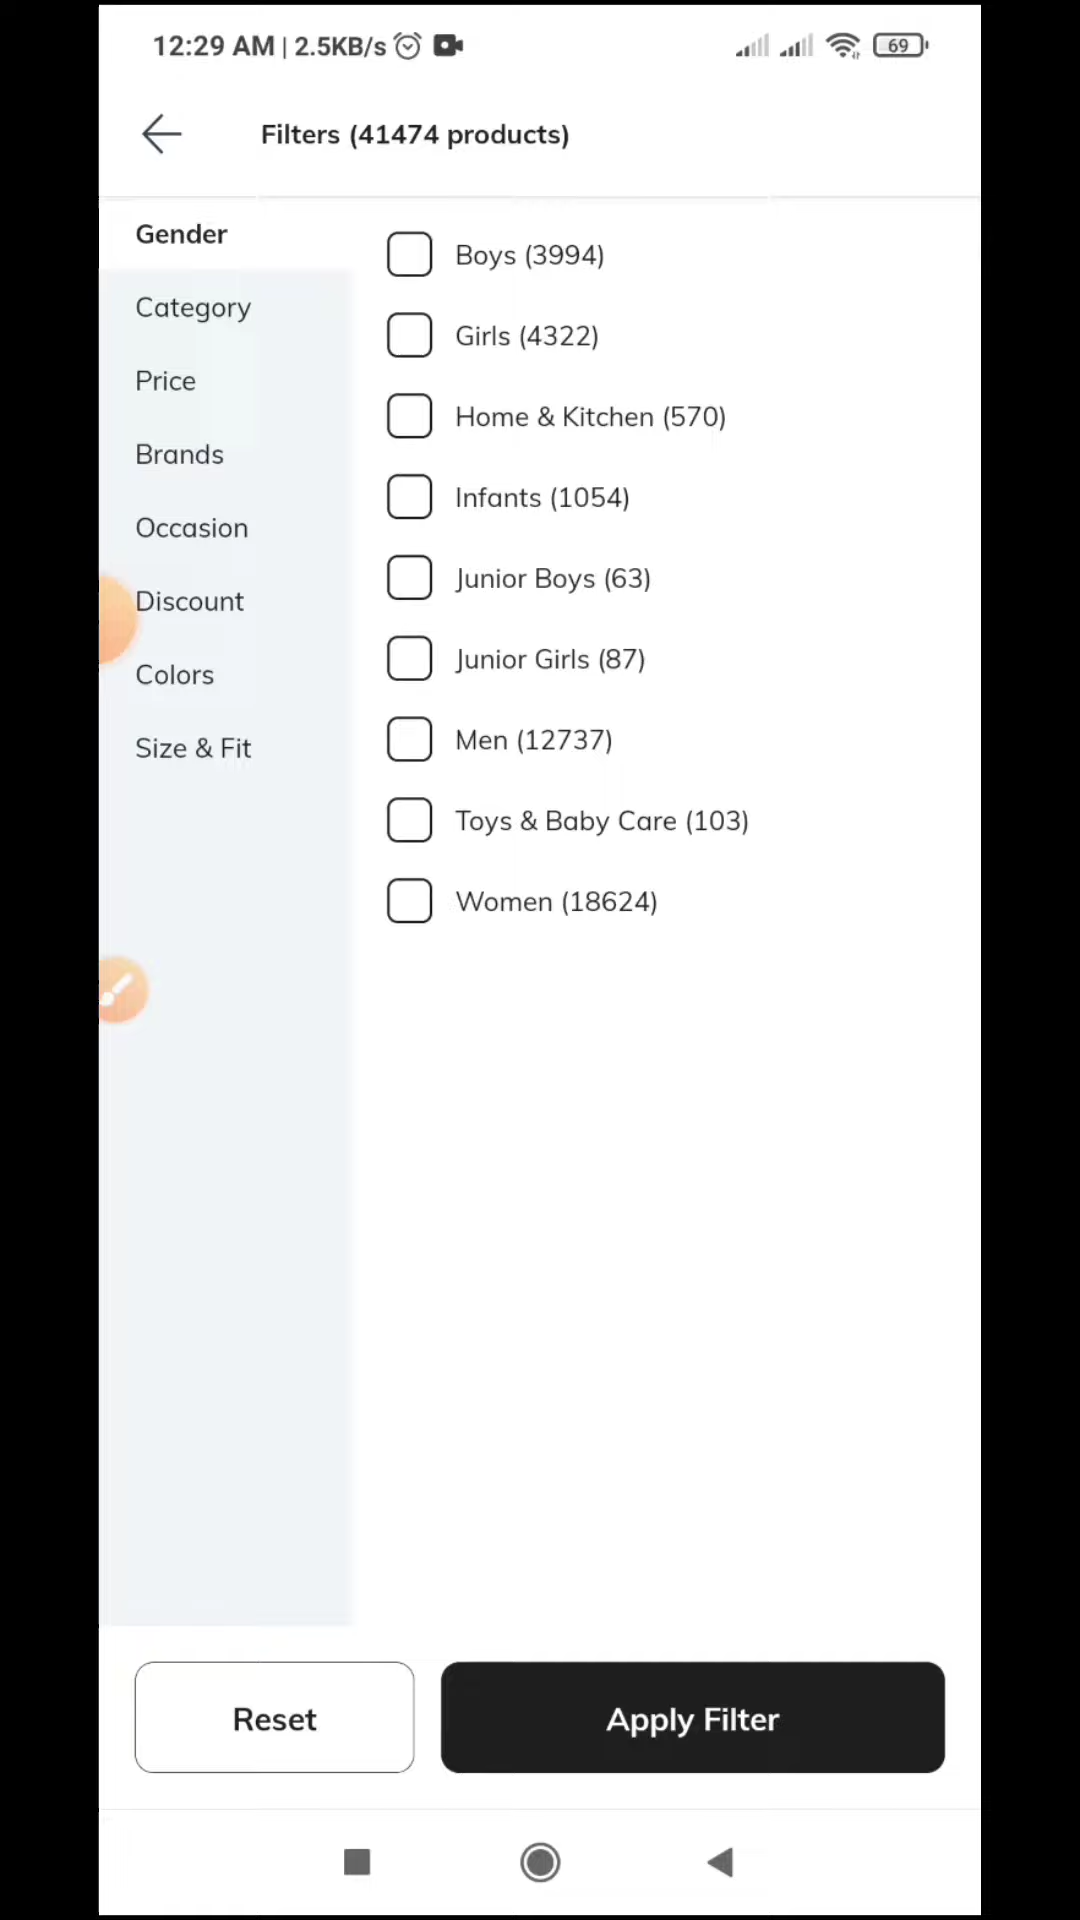 12:29 AM | 2.5KB/s 69
Filters (41474 products)
Gender
Category
Price
Brands
Occasion
Discount
Colors
Size & Fit
Boys (3994)
Girls (4322)
Home & Kitchen (570)
Infants (1054)
Junior Boys (63)
Junior Girls (87)
Men (12737)
Toys & Baby Care (103)
Women (18624)
Reset
Apply Filter